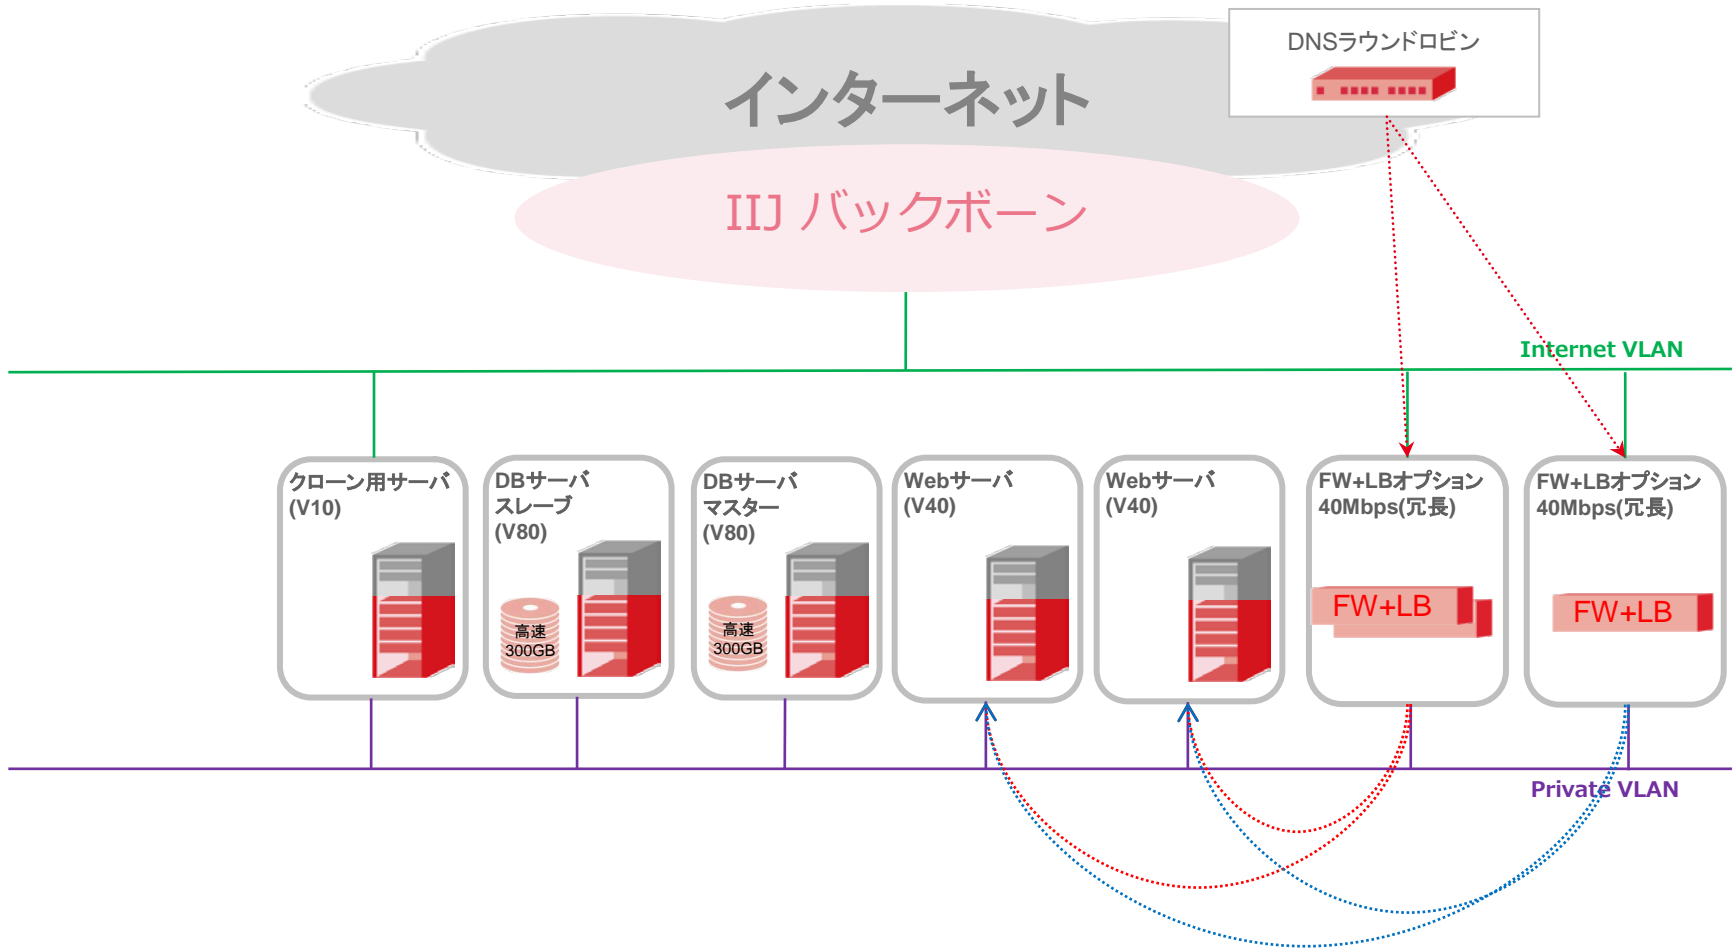 DNSラウンドロビン
インターネット
IIJ バックボーン
Internet VLAN
クローン用サーバ
(V10)
高速
300GB
DBサーバ
スレーブ
(V80)
高速
300GB
DBサーバ
マスター
(V80)
Webサーバ
(V40)
Webサーバ
(V40)
FW+LBオプション
40Mbps(冗長)
FW+LB
FW+LBオプション
40Mbps(冗長)
FW+LB
Private VLAN